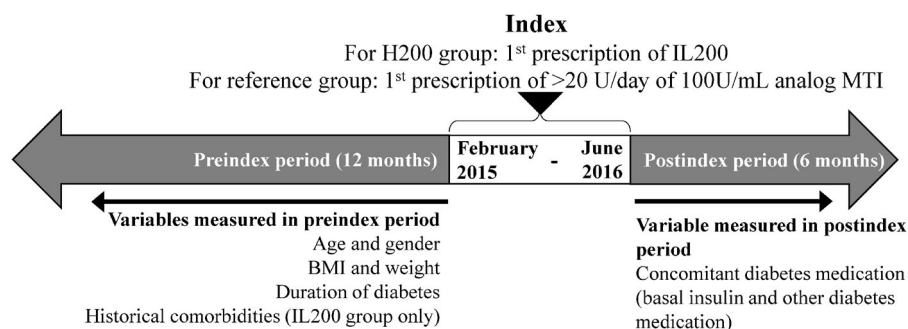 Index
For H200 group: 1st prescription of IL200
For reference group: 1st prescription of >20 U/day of 100U/mL analog MTI
Preindex period (12 months)
February 2015 - June 2016
Postindex period (6 months)
Variables measured in preindex period
Age and gender
BMI and weight
Duration of diabetes
Historical comorbidities (IL200 group only)
Variable measured in postindex
period
Concomitant diabetes medication
(basal insulin and other diabetes
medication)